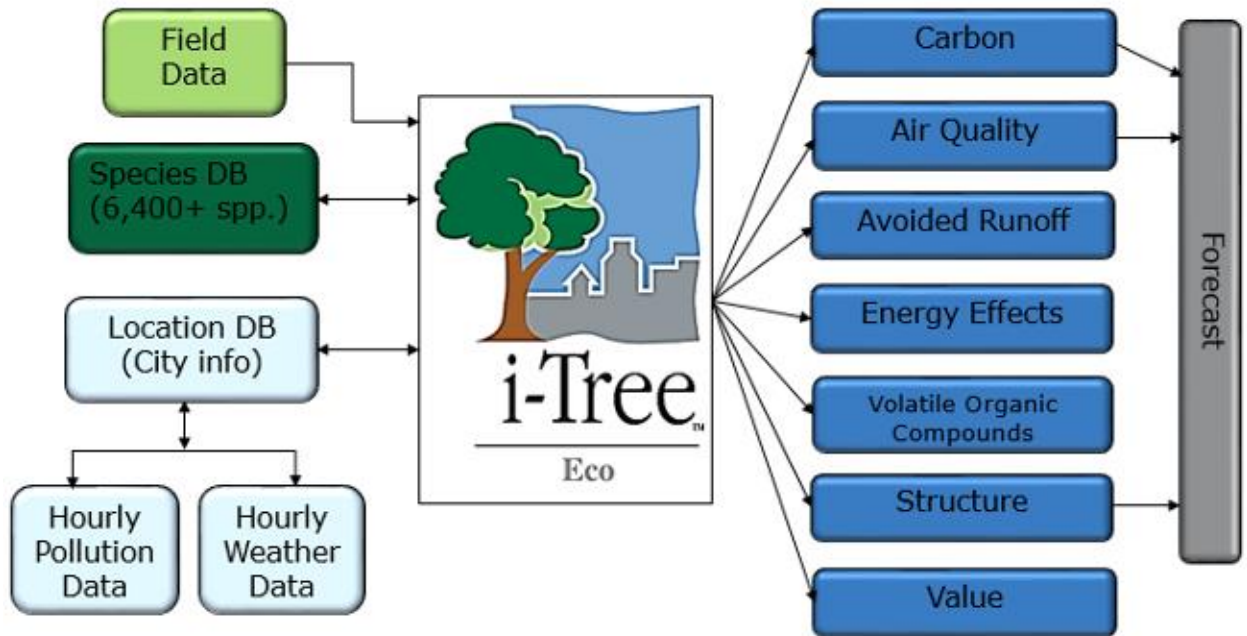 Field
Data
Species DB
(6,400+ spp.)
Location DB
(City info)
Hourly
Pollution
Data
Hourly
Weather
Data
i-Tree™
Eco
Carbon
Air Quality
Avoided Runoff
Energy Effects
Volatile Organic
Compounds
Structure
Value
Forecast